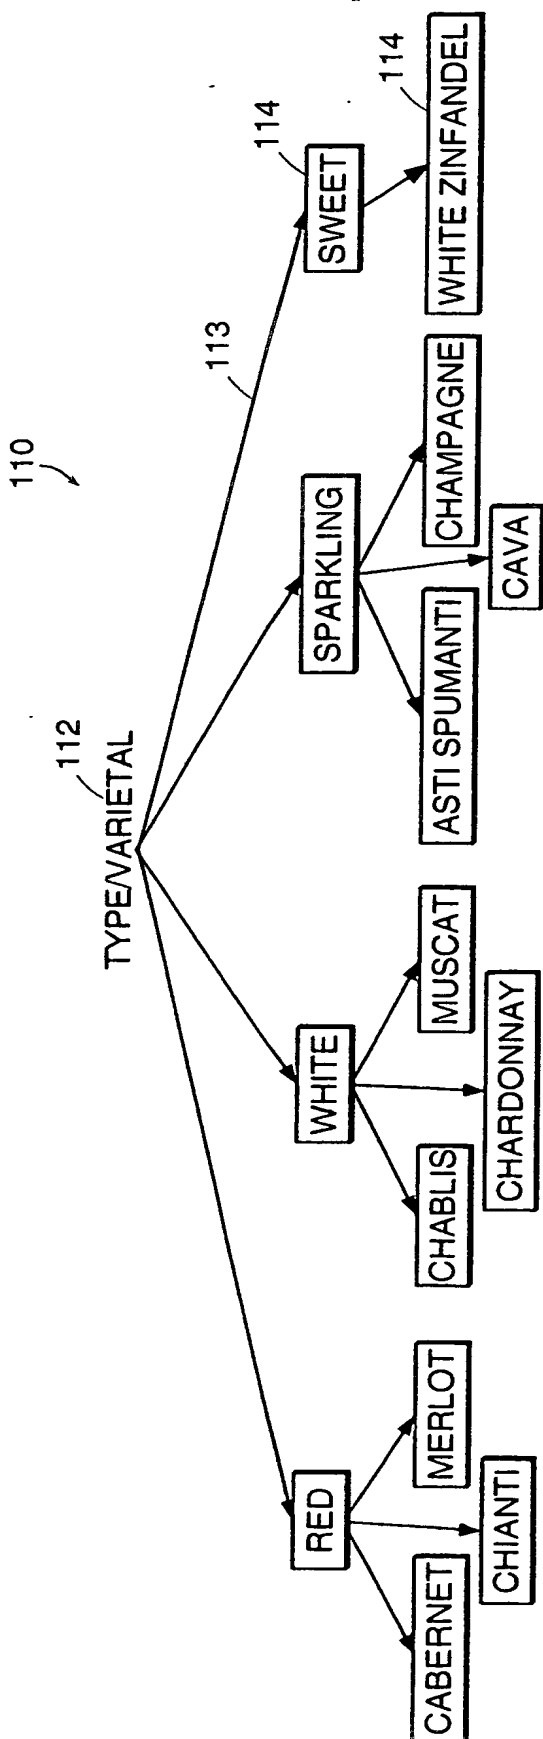 110
TYPE/VARIETAL 112
113
RED
WHITE
SPARKLING
SWEET 114
CABERNET
CHIANTI
MERLOT
CHABLIS
CHARDONNAY
MUSCAT
ASTI SPUMANTI
CAVA
CHAMPAGNE
WHITE ZINFANDEL 114